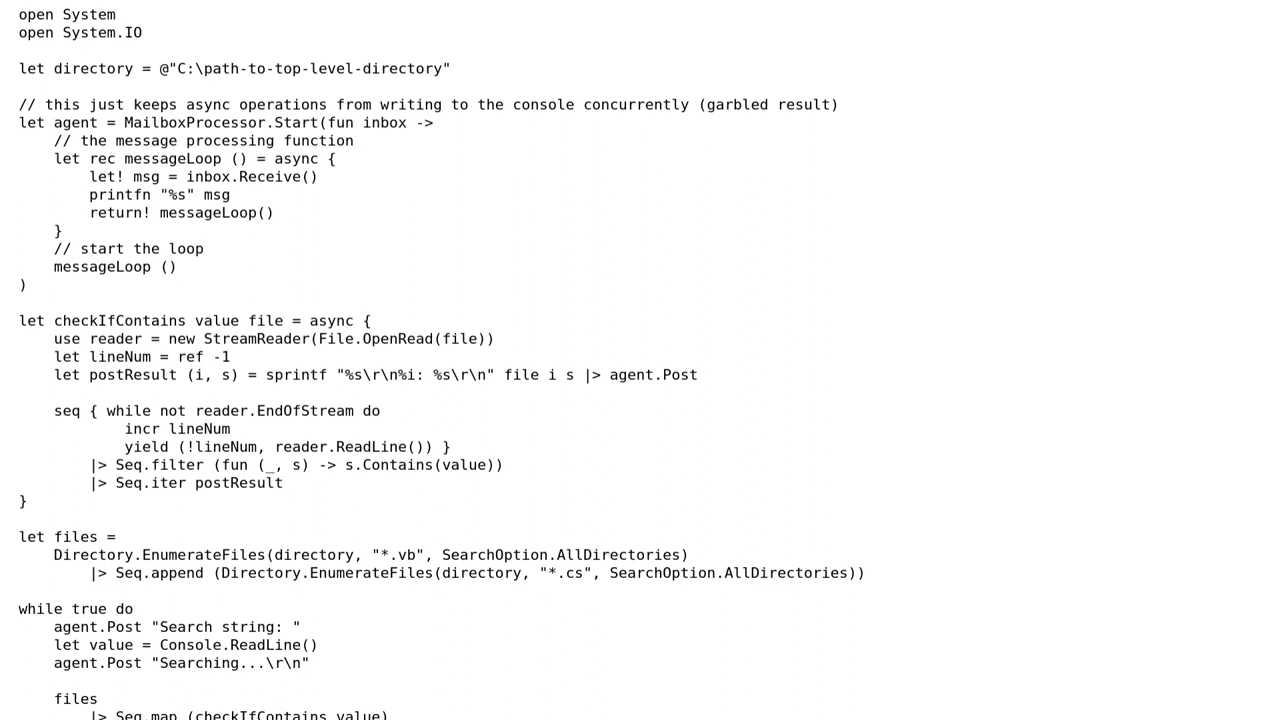 open System
open System.IO

let directory = @"C:\path-to-top-level-directory"

// this just keeps async operations from writing to the console concurrently (garbled result)
let agent = MailboxProcessor.Start(fun inbox ->
    // the message processing function
    let rec messageLoop () = async {
        let! msg = inbox.Receive()
        printfn "%s" msg
        return! messageLoop()
    }
    // start the loop
    messageLoop ()
)

let checkIfContains value file = async {
    use reader = new StreamReader(File.OpenRead(file))
    let lineNum = ref -1
    let postResult (i, s) = sprintf "%s\r\n%i: %s\r\n" file i s |> agent.Post

    seq { while not reader.EndOfStream do
            incr lineNum
            yield (!lineNum, reader.ReadLine()) }
        |> Seq.filter (fun (_, s) -> s.Contains(value))
        |> Seq.iter postResult
}

let files =
    Directory.EnumerateFiles(directory, "*.vb", SearchOption.AllDirectories)
        |> Seq.append (Directory.EnumerateFiles(directory, "*.cs", SearchOption.AllDirectories))

while true do
    agent.Post "Search string: "
    let value = Console.ReadLine()
    agent.Post "Searching...\r\n"

    files
        |> Seq.map (checkIfContains value)